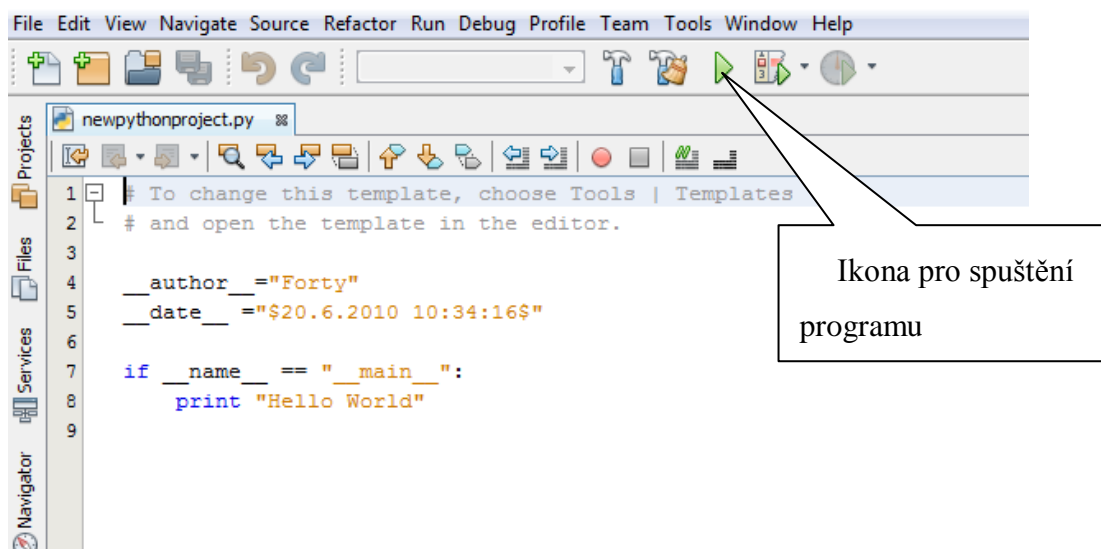 File Edit View Navigate Source Refactor Run Debug Profile Team Tools Window Help
newpythonproject.py
Projects
Files
Services
Navigator
1 # To change this template, choose Tools | Templates
2 # and open the template in the editor.
3
4 __author__="Forty"
5 __date__ ="$20.6.2010 10:34:16$"
6
7 if __name__ == "__main__":
8 print "Hello World"
9
Ikona pro spuštění
programu